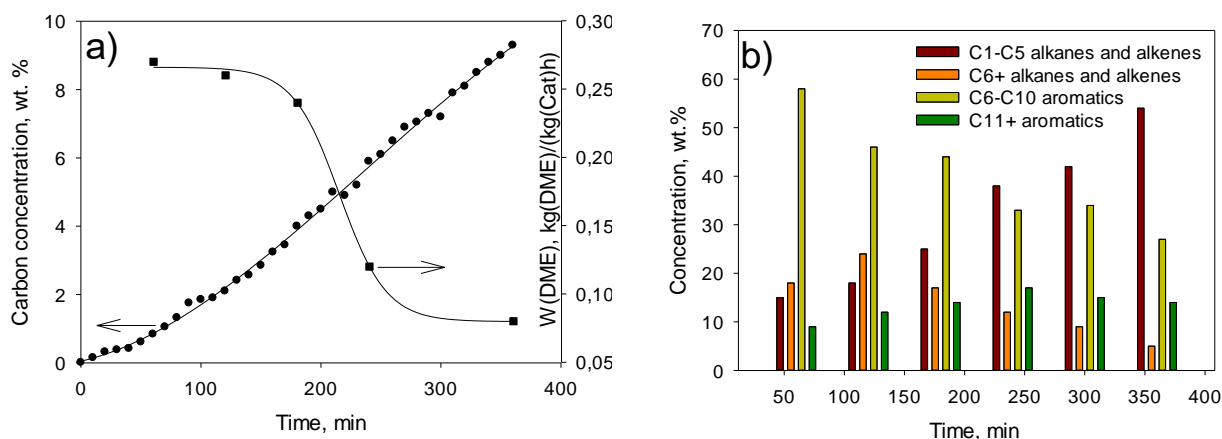 a)
Carbon concentration, wt. %
10
8
6
4
2
0
0,30
0,25
0,20
0,15
0,10
0,05
W(DME), kg(DME)/(kg(Cat)h)
0 100 200 300 400
Time, min
b)
C1-C5 alkanes and alkenes
C6+ alkanes and alkenes
C6-C10 aromatics
C11+ aromatics
Concentration, wt.%
70
60
50
40
30
20
10
0
50 100 150 200 250 300 350 400
Time, min